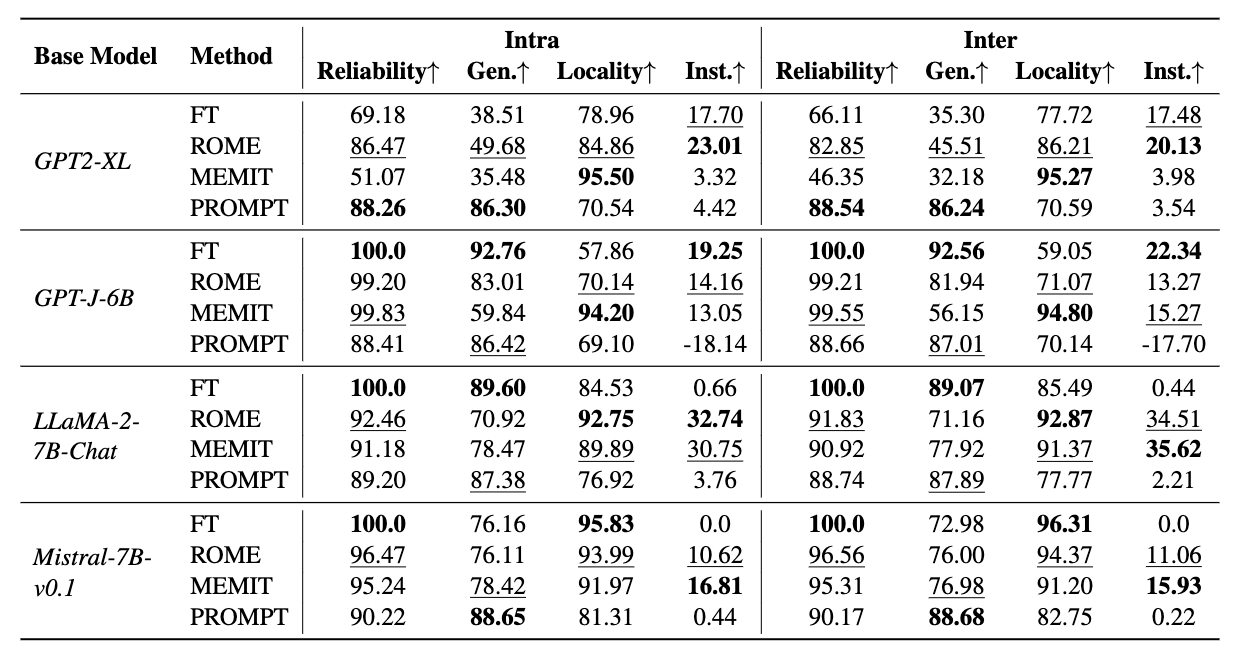 Base Model Method Intra Inter
Reliability↑ Gen.↑ Locality↑ Inst.↑ Reliability↑ Gen.↑ Locality↑ Inst.↑
GPT2-XL
FT 69.18 38.51 78.96 17.70 66.11 35.30 77.72 17.48
ROME 86.47 49.68 84.86 23.01 82.85 45.51 86.21 20.13
MEMIT 51.07 35.48 95.50 3.32 46.35 32.18 95.27 3.98
PROMPT 88.26 86.30 70.54 4.42 88.54 86.24 70.59 3.54
GPT-J-6B
FT 100.0 92.76 57.86 19.25 100.0 92.56 59.05 22.34
ROME 99.20 83.01 70.14 14.16 99.21 81.94 71.07 13.27
MEMIT 99.83 59.84 94.20 13.05 99.55 56.15 94.80 15.27
PROMPT 88.41 86.42 69.10 -18.14 88.66 87.01 70.14 -17.70
LLaMA-2-
7B-Chat
FT 100.0 89.60 84.53 0.66 100.0 89.07 85.49 0.44
ROME 92.46 70.92 92.75 32.74 91.83 71.16 92.87 34.51
MEMIT 91.18 78.47 89.89 30.75 90.92 77.92 91.37 35.62
PROMPT 89.20 87.38 76.92 3.76 88.74 87.89 77.77 2.21
Mistral-7B-
v0.1
FT 100.0 76.16 95.83 0.0 100.0 72.98 96.31 0.0
ROME 96.47 76.11 93.99 10.62 96.56 76.00 94.37 11.06
MEMIT 95.24 78.42 91.97 16.81 95.31 76.98 91.20 15.93
PROMPT 90.22 88.65 81.31 0.44 90.17 88.68 82.75 0.22